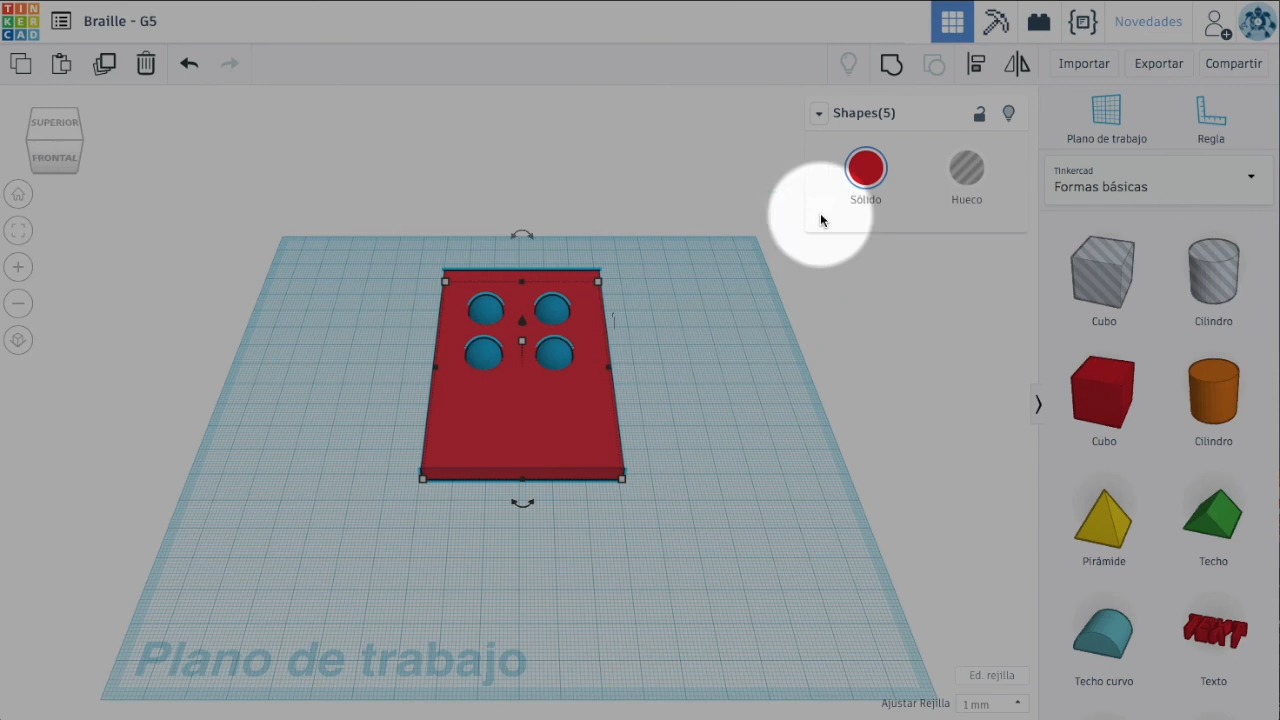 TIN
KER
CAD
Braille - G5
Novedades
Importar
Exportar
Compartir
SUPERIOR
FRONTAL
Shapes(5)
Sólido
Hueco
Plano de trabajo
Regla
Tinkercad
Formas básicas
Cubo
Cilindro
Cubo
Cilindro
Pirámide
Techo
TEXT
Techo curvo
Texto
Plano de trabajo
Ed. rejilla
Ajustar Rejilla
1 mm